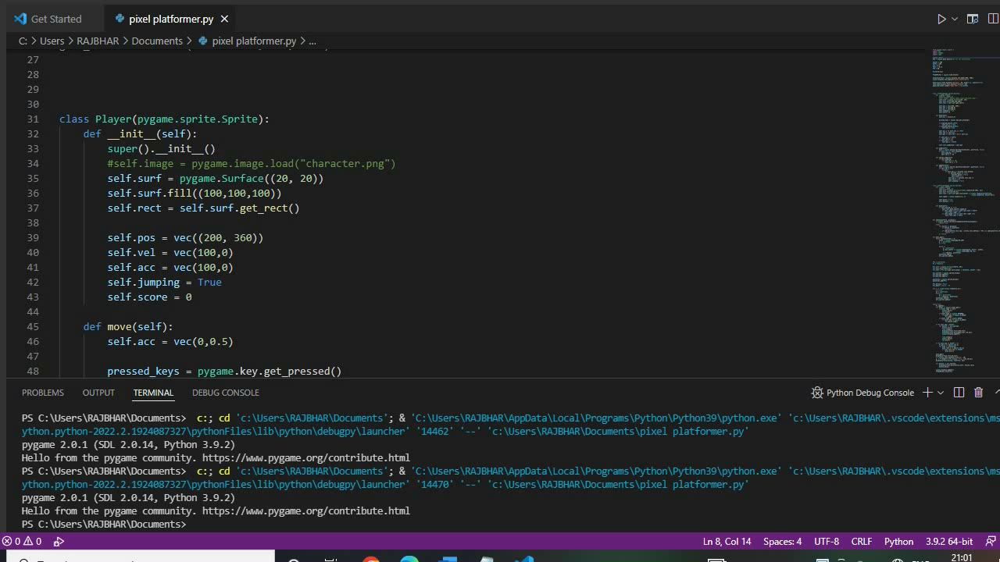 Get Started
pixel platformer.py
C: > Users > RAJBHAR > Documents > pixel platformer.py > ...
27
28
29
30
31 class Player(pygame.sprite.Sprite):
32 def __init__(self):
33 super().__init__()
34 #self.image = pygame.image.load("character.png")
35 self.surf = pygame.Surface((20, 20))
36 self.surf.fill((100,100,100))
37 self.rect = self.surf.get_rect()
38
39 self.pos = vec((200, 360))
40 self.vel = vec(100,0)
41 self.acc = vec(100,0)
42 self.jumping = True
43 self.score = 0
44
45 def move(self):
46 self.acc = vec(0,0.5)
47
48 pressed_keys = pygame.key.get_pressed()
PROBLEMS OUTPUT TERMINAL DEBUG CONSOLE Python Debug Console
PS C:\Users\RAJBHAR\Documents> c:; cd 'c:\Users\RAJBHAR\Documents'; & 'C:\Users\RAJBHAR\AppData\Local\Programs\Python\Python39\python.exe' 'c:\Users\RAJBHAR\.vscode\extensions\ms
ython.python-2022.2.1924087327\pythonFiles\lib\python\debugpy\launcher' '14462' '--' 'c:\Users\RAJBHAR\Documents\pixel platformer.py'
pygame 2.0.1 (SDL 2.0.14, Python 3.9.2)
Hello from the pygame community. https://www.pygame.org/contribute.html
PS C:\Users\RAJBHAR\Documents> c:; cd 'c:\Users\RAJBHAR\Documents'; & 'C:\Users\RAJBHAR\AppData\Local\Programs\Python\Python39\python.exe' 'c:\Users\RAJBHAR\.vscode\extensions\ms
ython.python-2022.2.1924087327\pythonFiles\lib\python\debugpy\launcher' '14470' '--' 'c:\Users\RAJBHAR\Documents\pixel platformer.py'
pygame 2.0.1 (SDL 2.0.14, Python 3.9.2)
Hello from the pygame community. https://www.pygame.org/contribute.html
PS C:\Users\RAJBHAR\Documents>
0 0 Ln 8, Col 14 Spaces: 4 UTF-8 CRLF Python 3.9.2 64-bit
21:01